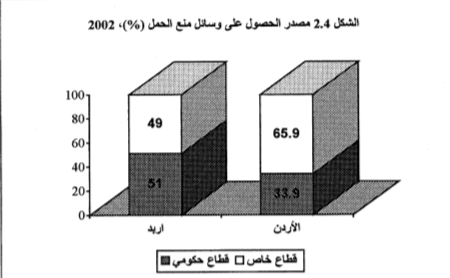 الشكل 2.4 مصدر الحصول على وسائل منع الحمل (%)، 2002
100
80
60
40
20
0
49
51
65.9
33.9
اربد
الأردن
قطاع خاص
قطاع حكومي